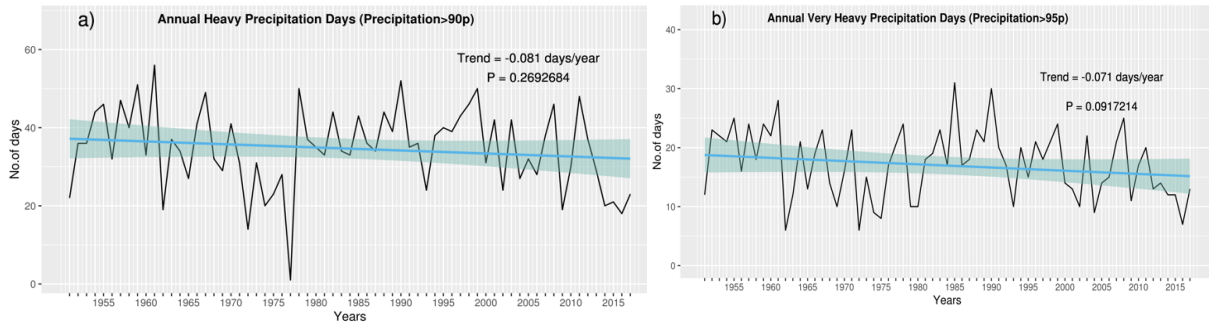 a)
Annual Heavy Precipitation Days (Precipitation>90p)
Trend = -0.081 days/year
P = 0.2692684
No.of days
60
40
20
0
1955 1960 1965 1970 1975 1980 1985 1990 1995 2000 2005 2010 2015
Years
b)
Annual Very Heavy Precipitation Days (Precipitation>95p)
Trend = -0.071 days/year
P = 0.0917214
No.of days
40
30
20
10
0
1955 1960 1965 1970 1975 1980 1985 1990 1995 2000 2005 2010 2015
Years